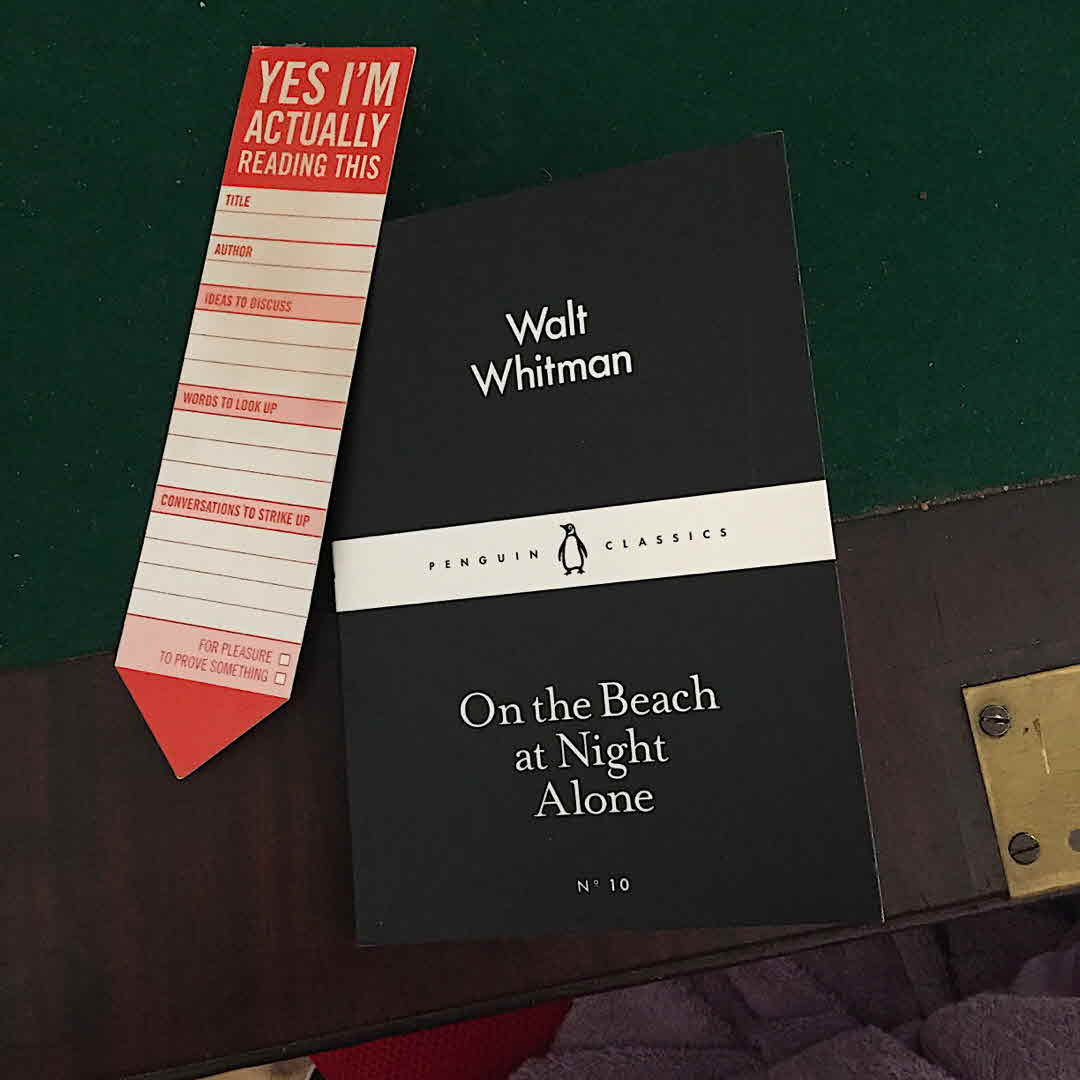 YES I'M
ACTUALLY
READING THIS
TITLE
AUTHOR
IDEAS TO DISCUSS
WORDS TO LOOK UP
CONVERSATIONS TO STRIKE UP
FOR PLEASURE
TO PROVE SOMETHING
Walt
Whitman
PENGUIN CLASSICS
On the Beach
at Night
Alone
Nº 10